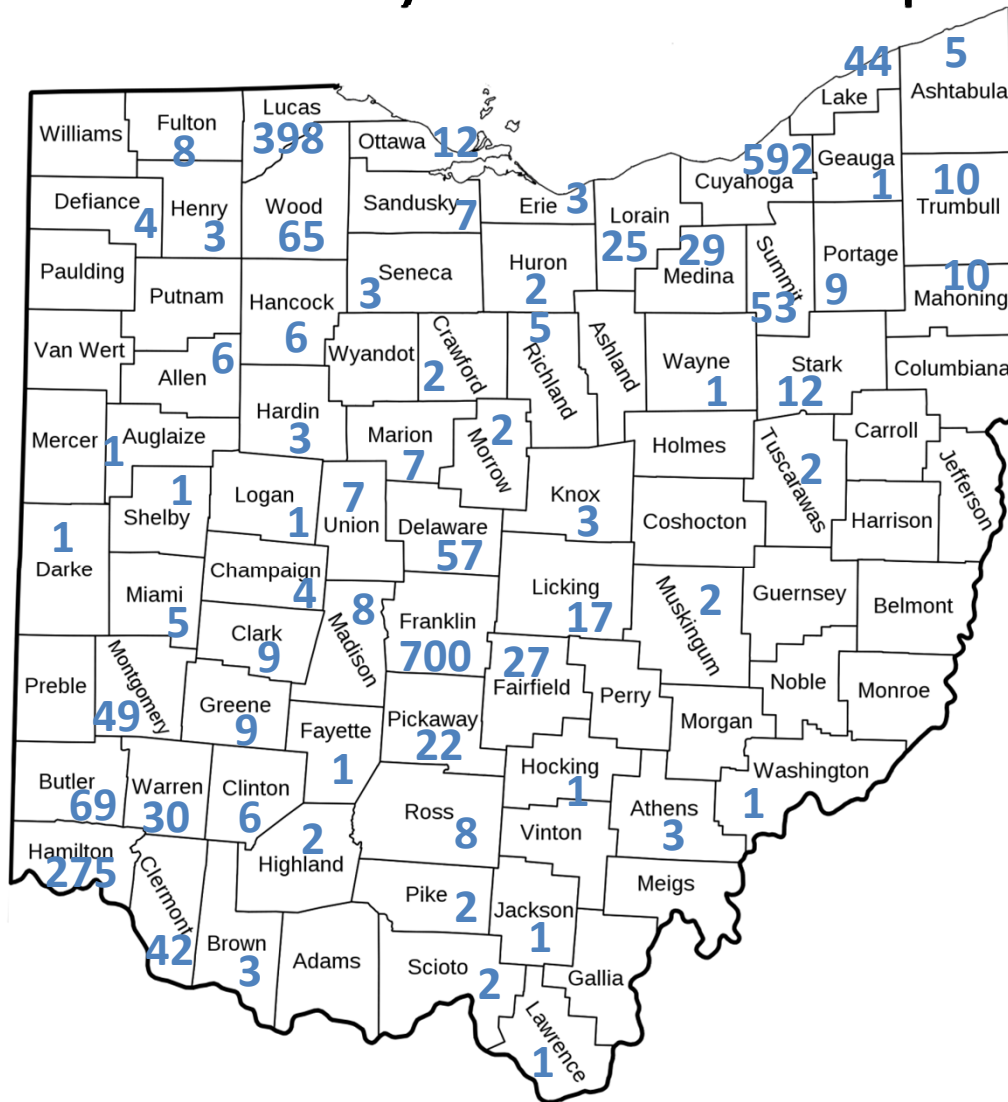 44
5
Lake
Ashtabula
Williams
Fulton
8
Lucas
398
Ottawa
12
592
Cuyahoga
Geauga
1
10
Trumbull
Defiance
4
Henry
3
Wood
65
Sandusky
7
Erie
3
Lorain
25
29
Medina
Summit
53
Portage
9
10
Mahoning
Paulding
Putnam
Hancock
6
Seneca
3
Huron
2
Van Wert
Allen
6
Wyandot
Crawford
2
5
Richland
Ashland
Wayne
1
Stark
12
Columbiana
Mercer
1
Auglaize
Hardin
3
Marion
7
2
Morrow
Holmes
Tuscarawas
2
Carroll
Jefferson
1
Shelby
Logan
1
7
Union
Delaware
57
Knox
3
Coshocton
Harrison
1
Darke
Miami
5
Champaign
4
Clark
9
8
Madison
Franklin
700
Licking
17
Muskingum
2
Guernsey
Belmont
Preble
Montgomery
49
Greene
9
Fayette
1
Pickaway
22
27
Fairfield
Perry
Morgan
Noble
Monroe
Butler
69
Warren
30
Clinton
6
2
Highland
Ross
8
Hocking
1
Vinton
Athens
3
Washington
1
Hamilton
275
Clermont
42
Brown
3
Adams
Pike
2
Jackson
1
Meigs
Scioto
2
Gallia
Lawrence
1